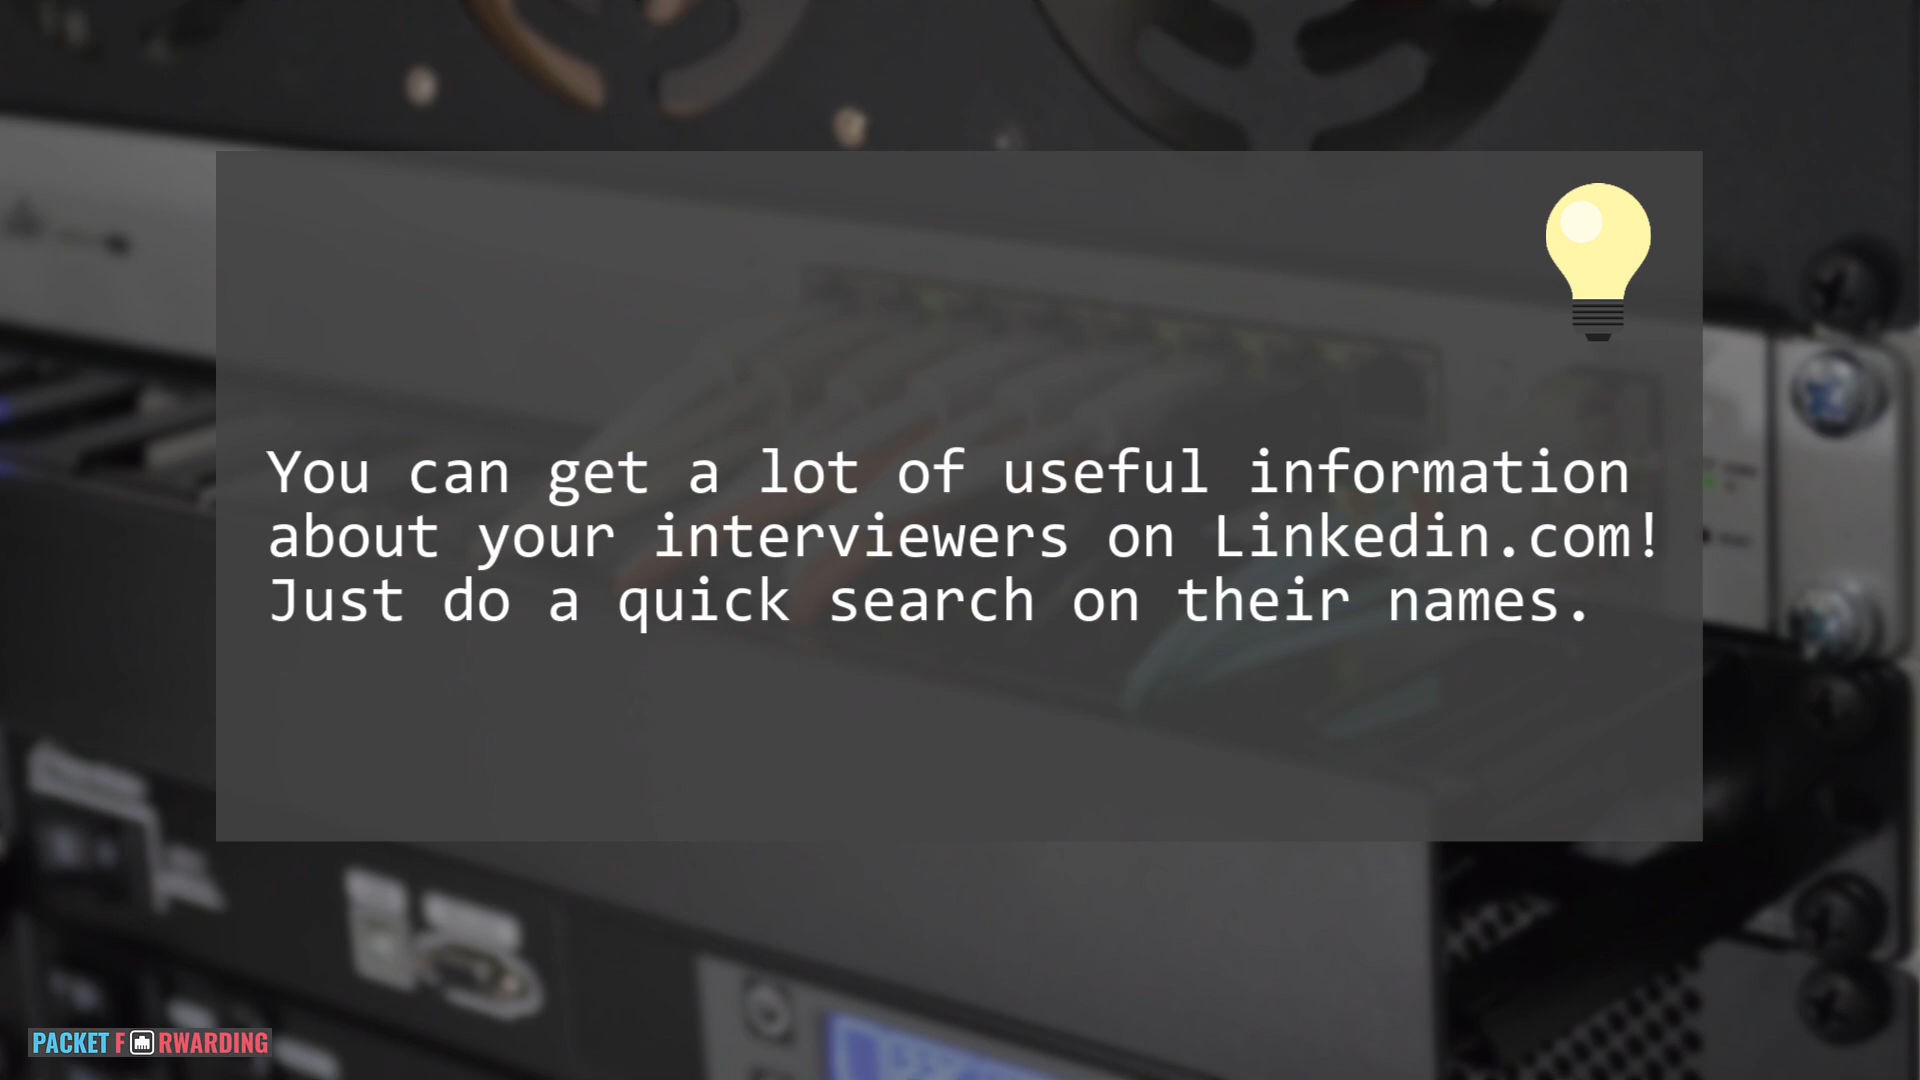 You can get a lot of useful information
about your interviewers on Linkedin.com!
Just do a quick search on their names.
PACKET F RWARDING